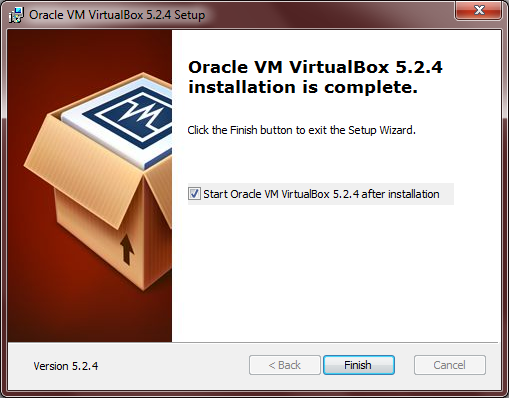 Oracle VM VirtualBox 5.2.4 Setup
Oracle VM VirtualBox 5.2.4
installation is complete.
Click the Finish button to exit the Setup Wizard.
Start Oracle VM VirtualBox 5.2.4 after installation
Version 5.2.4
< Back
Finish
Cancel